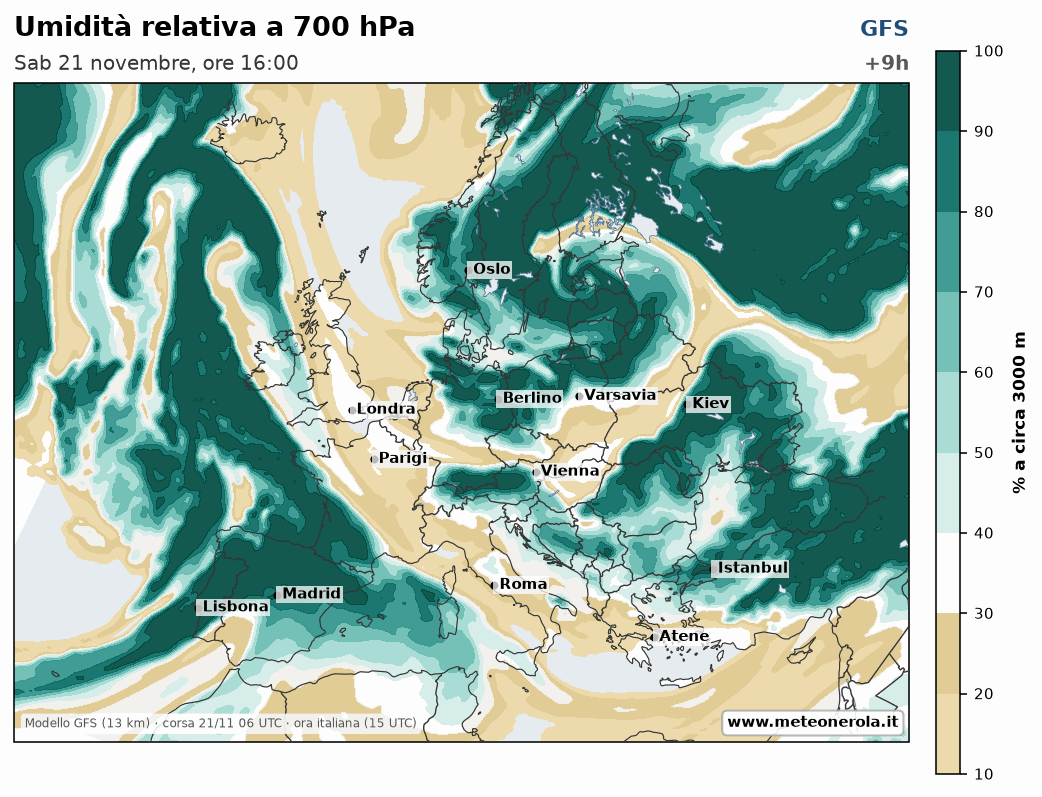 Umidità relativa a 700 hPa
GFS
Sab 21 novembre, ore 16:00
+9h
100
90
80
70
60
50
40
30
20
10
% a circa 3000 m
Oslo
Berlino
Varsavia
Kiev
Londra
Parigi
Vienna
Istanbul
Roma
Madrid
Lisbona
Atene
Modello GFS (13 km) · corsa 21/11 06 UTC · ora italiana (15 UTC)
www.meteonerola.it